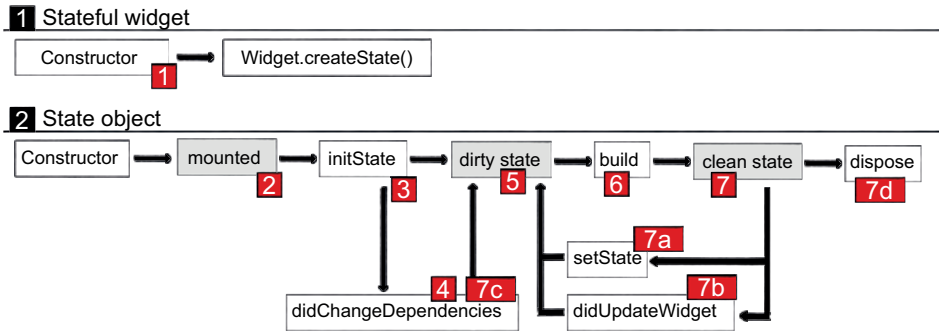 1 Stateful widget
Constructor Widget.createState()
1
2 State object
Constructor mounted initState dirty state build clean state dispose
2 3 5 6 7 7d
7a
setState
4 7c 7b
didChangeDependencies didUpdateWidget